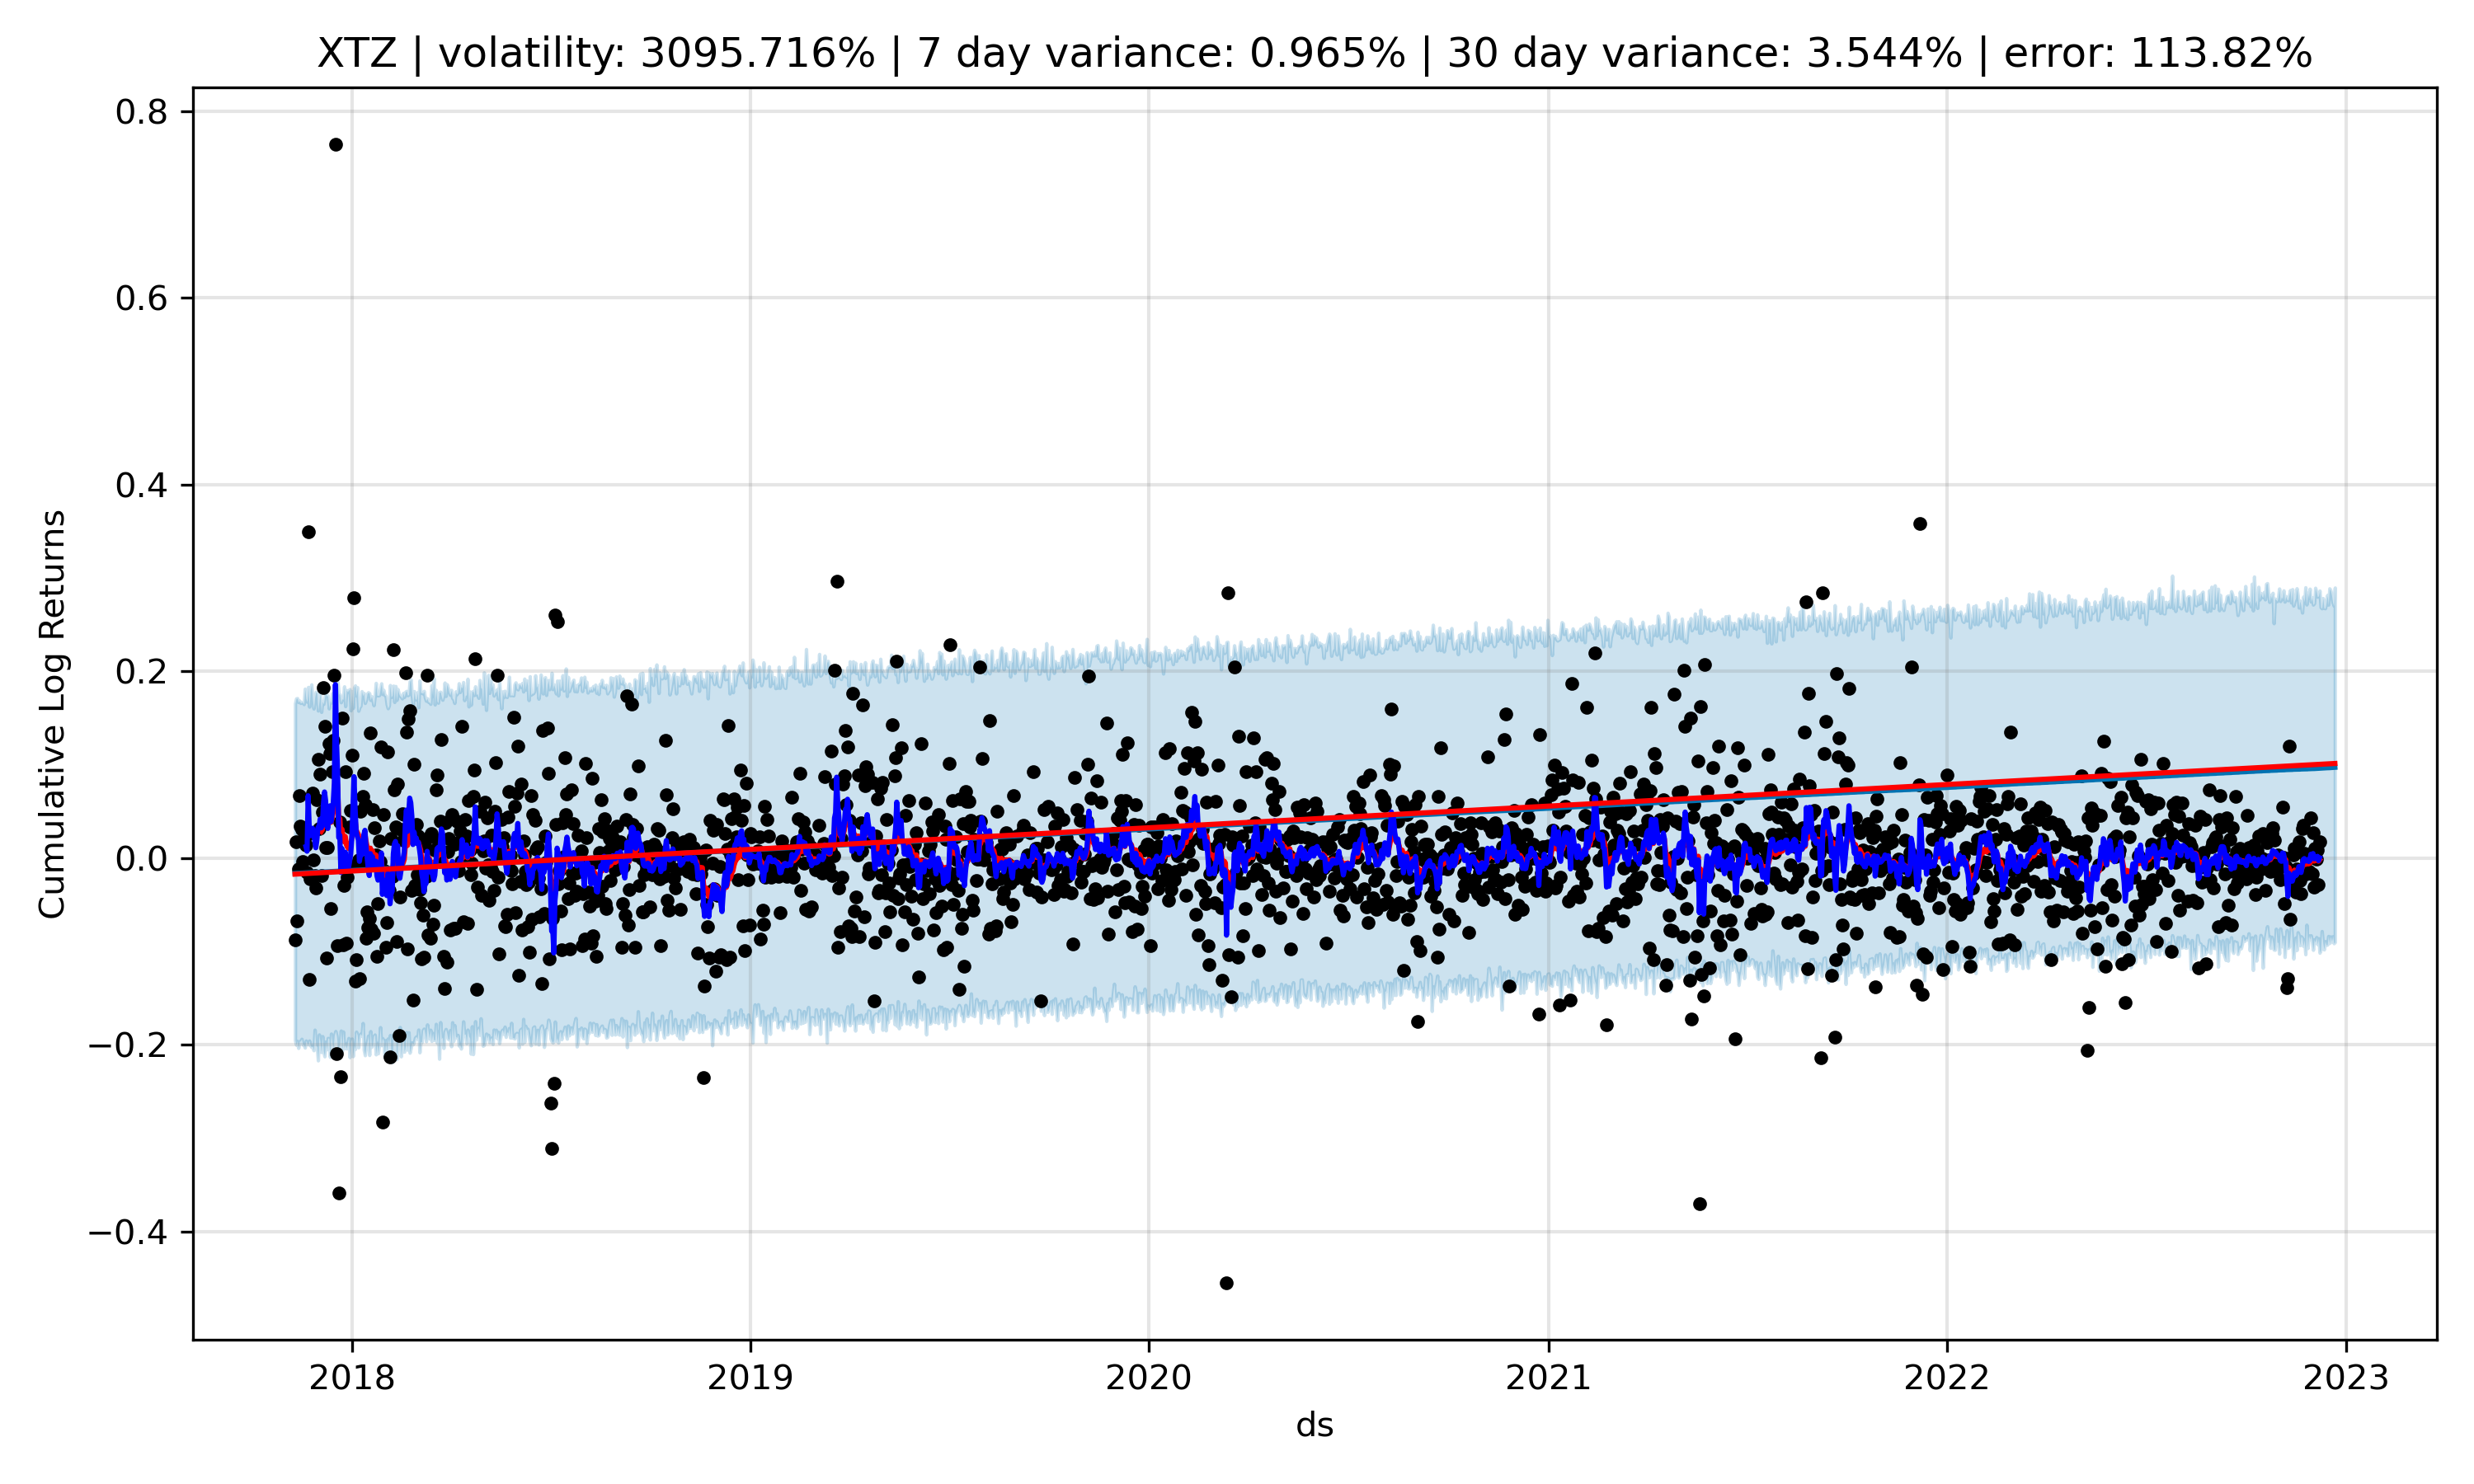 XTZ | volatility: 3095.716% | 7 day variance: 0.965% | 30 day variance: 3.544% | error: 113.82%
0.8
0.6
0.4
0.2
0.0
−0.2
−0.4
Cumulative Log Returns
2018 2019 2020 2021 2022 2023
ds